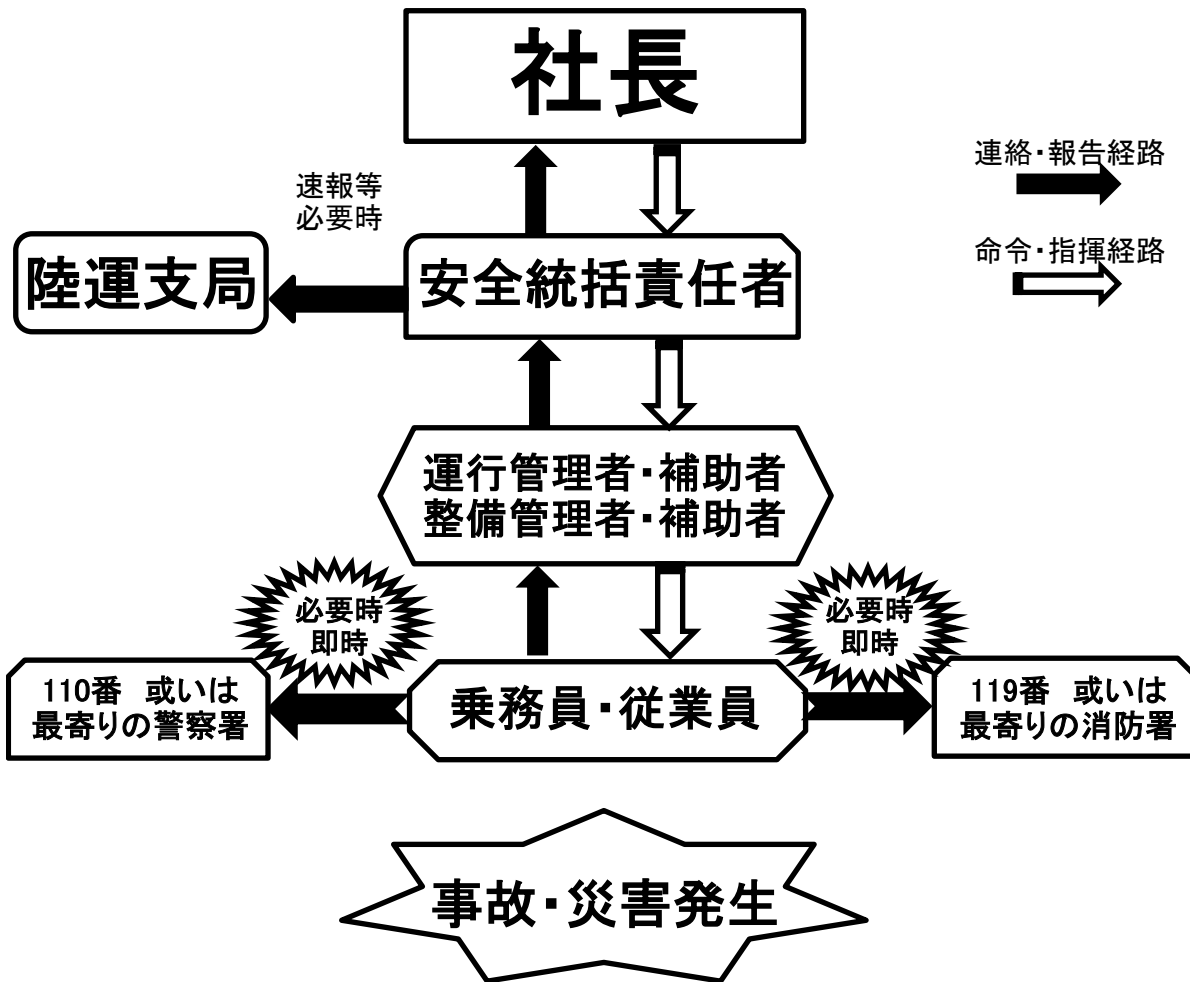 社長
連絡・報告経路
速報等
必要時
命令・指揮経路
陸運支局
安全統括責任者
運行管理者・補助者
整備管理者・補助者
必要時
即時
必要時
即時
110番　或いは
最寄りの警察署
乗務員・従業員
119番　或いは
最寄りの消防署
事故・災害発生